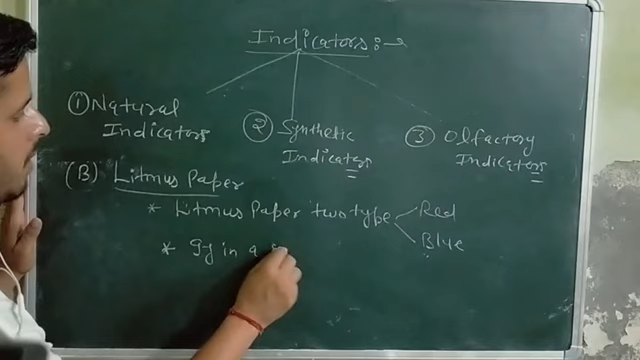 Indicators:→
① Natural Indicators
② Synthetic Indicaters
③ Olfactory Indicators
(B) Litmus Paper
* Litmus Paper two type
Red
Blue
* If in a